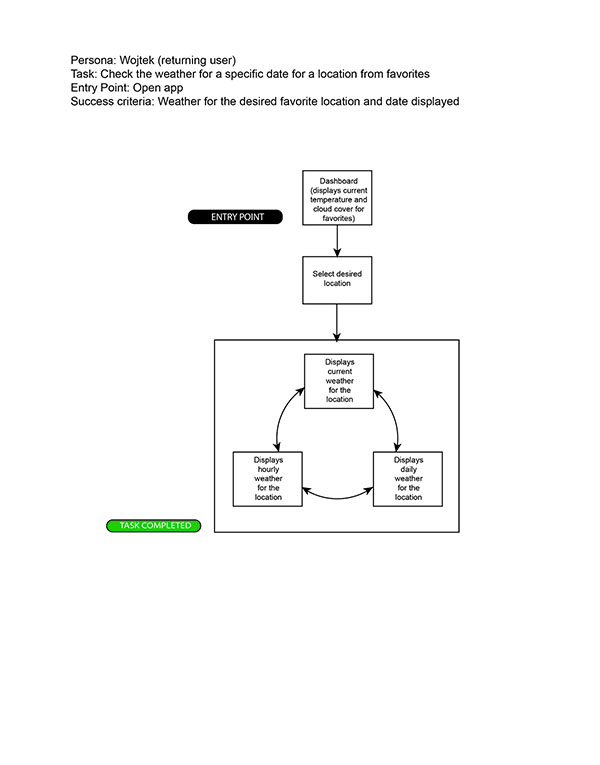 Persona: Wojtek (returning user)
Task: Check the weather for a specific date for a location from favorites
Entry Point: Open app
Success criteria: Weather for the desired favorite location and date displayed
Dashboard
(displays current
temperature and
cloud cover for
favorites)
ENTRY POINT
Select desired
location
Displays
current
weather
for the
location
Displays
hourly
weather
for the
location
Displays
daily
weather
for the
location
TASK COMPLETED